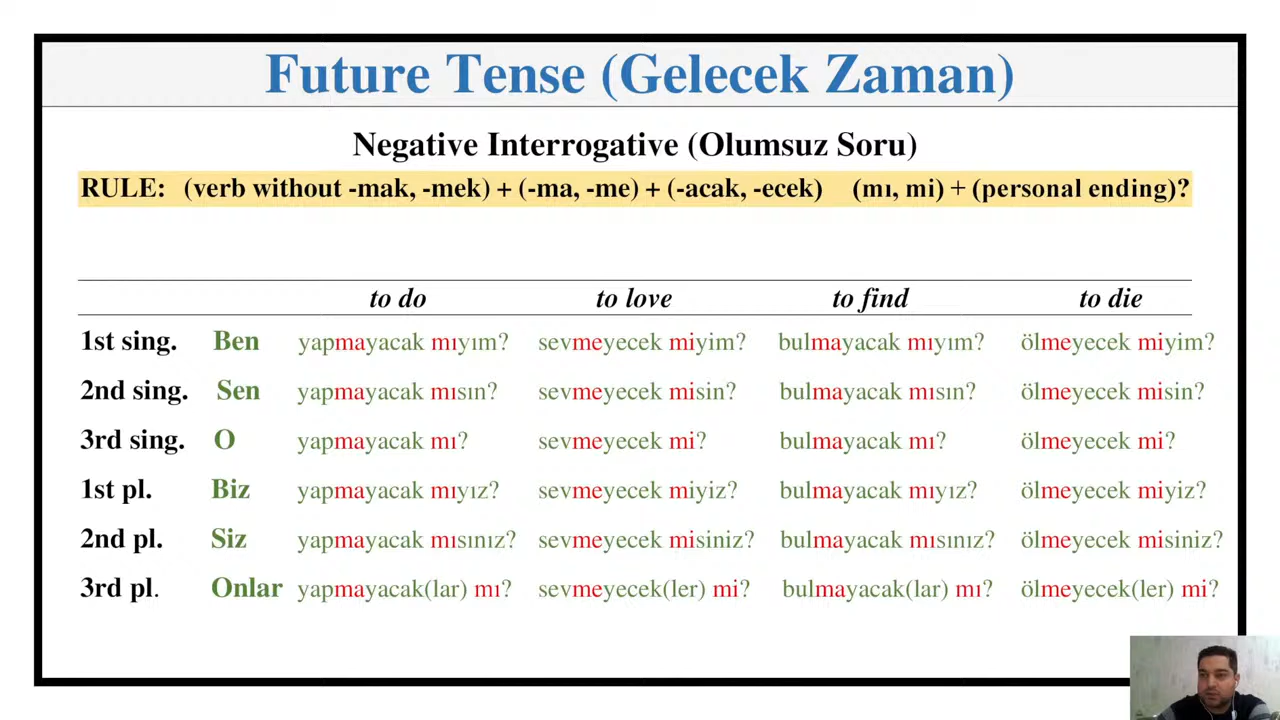 Future Tense (Gelecek Zaman)
Negative Interrogative (Olumsuz Soru)
RULE: (verb without -mak, -mek) + (-ma, -me) + (-acak, -ecek) (mı, mi) + (personal ending)?
to do to love to find to die
1st sing. Ben yapmayacak mıyım? sevmeyecek miyim? bulmayacak mıyım? ölmeyecek miyim?
2nd sing. Sen yapmayacak mısın? sevmeyecek misin? bulmayacak mısın? ölmeyecek misin?
3rd sing. O yapmayacak mı? sevmeyecek mi? bulmayacak mı? ölmeyecek mi?
1st pl. Biz yapmayacak mıyız? sevmeyecek miyiz? bulmayacak mıyız? ölmeyecek miyiz?
2nd pl. Siz yapmayacak mısınız? sevmeyecek misiniz? bulmayacak mısınız? ölmeyecek misiniz?
3rd pl. Onlar yapmayacak(lar) mı? sevmeyecek(ler) mi? bulmayacak(lar) mı? ölmeyecek(ler) mi?